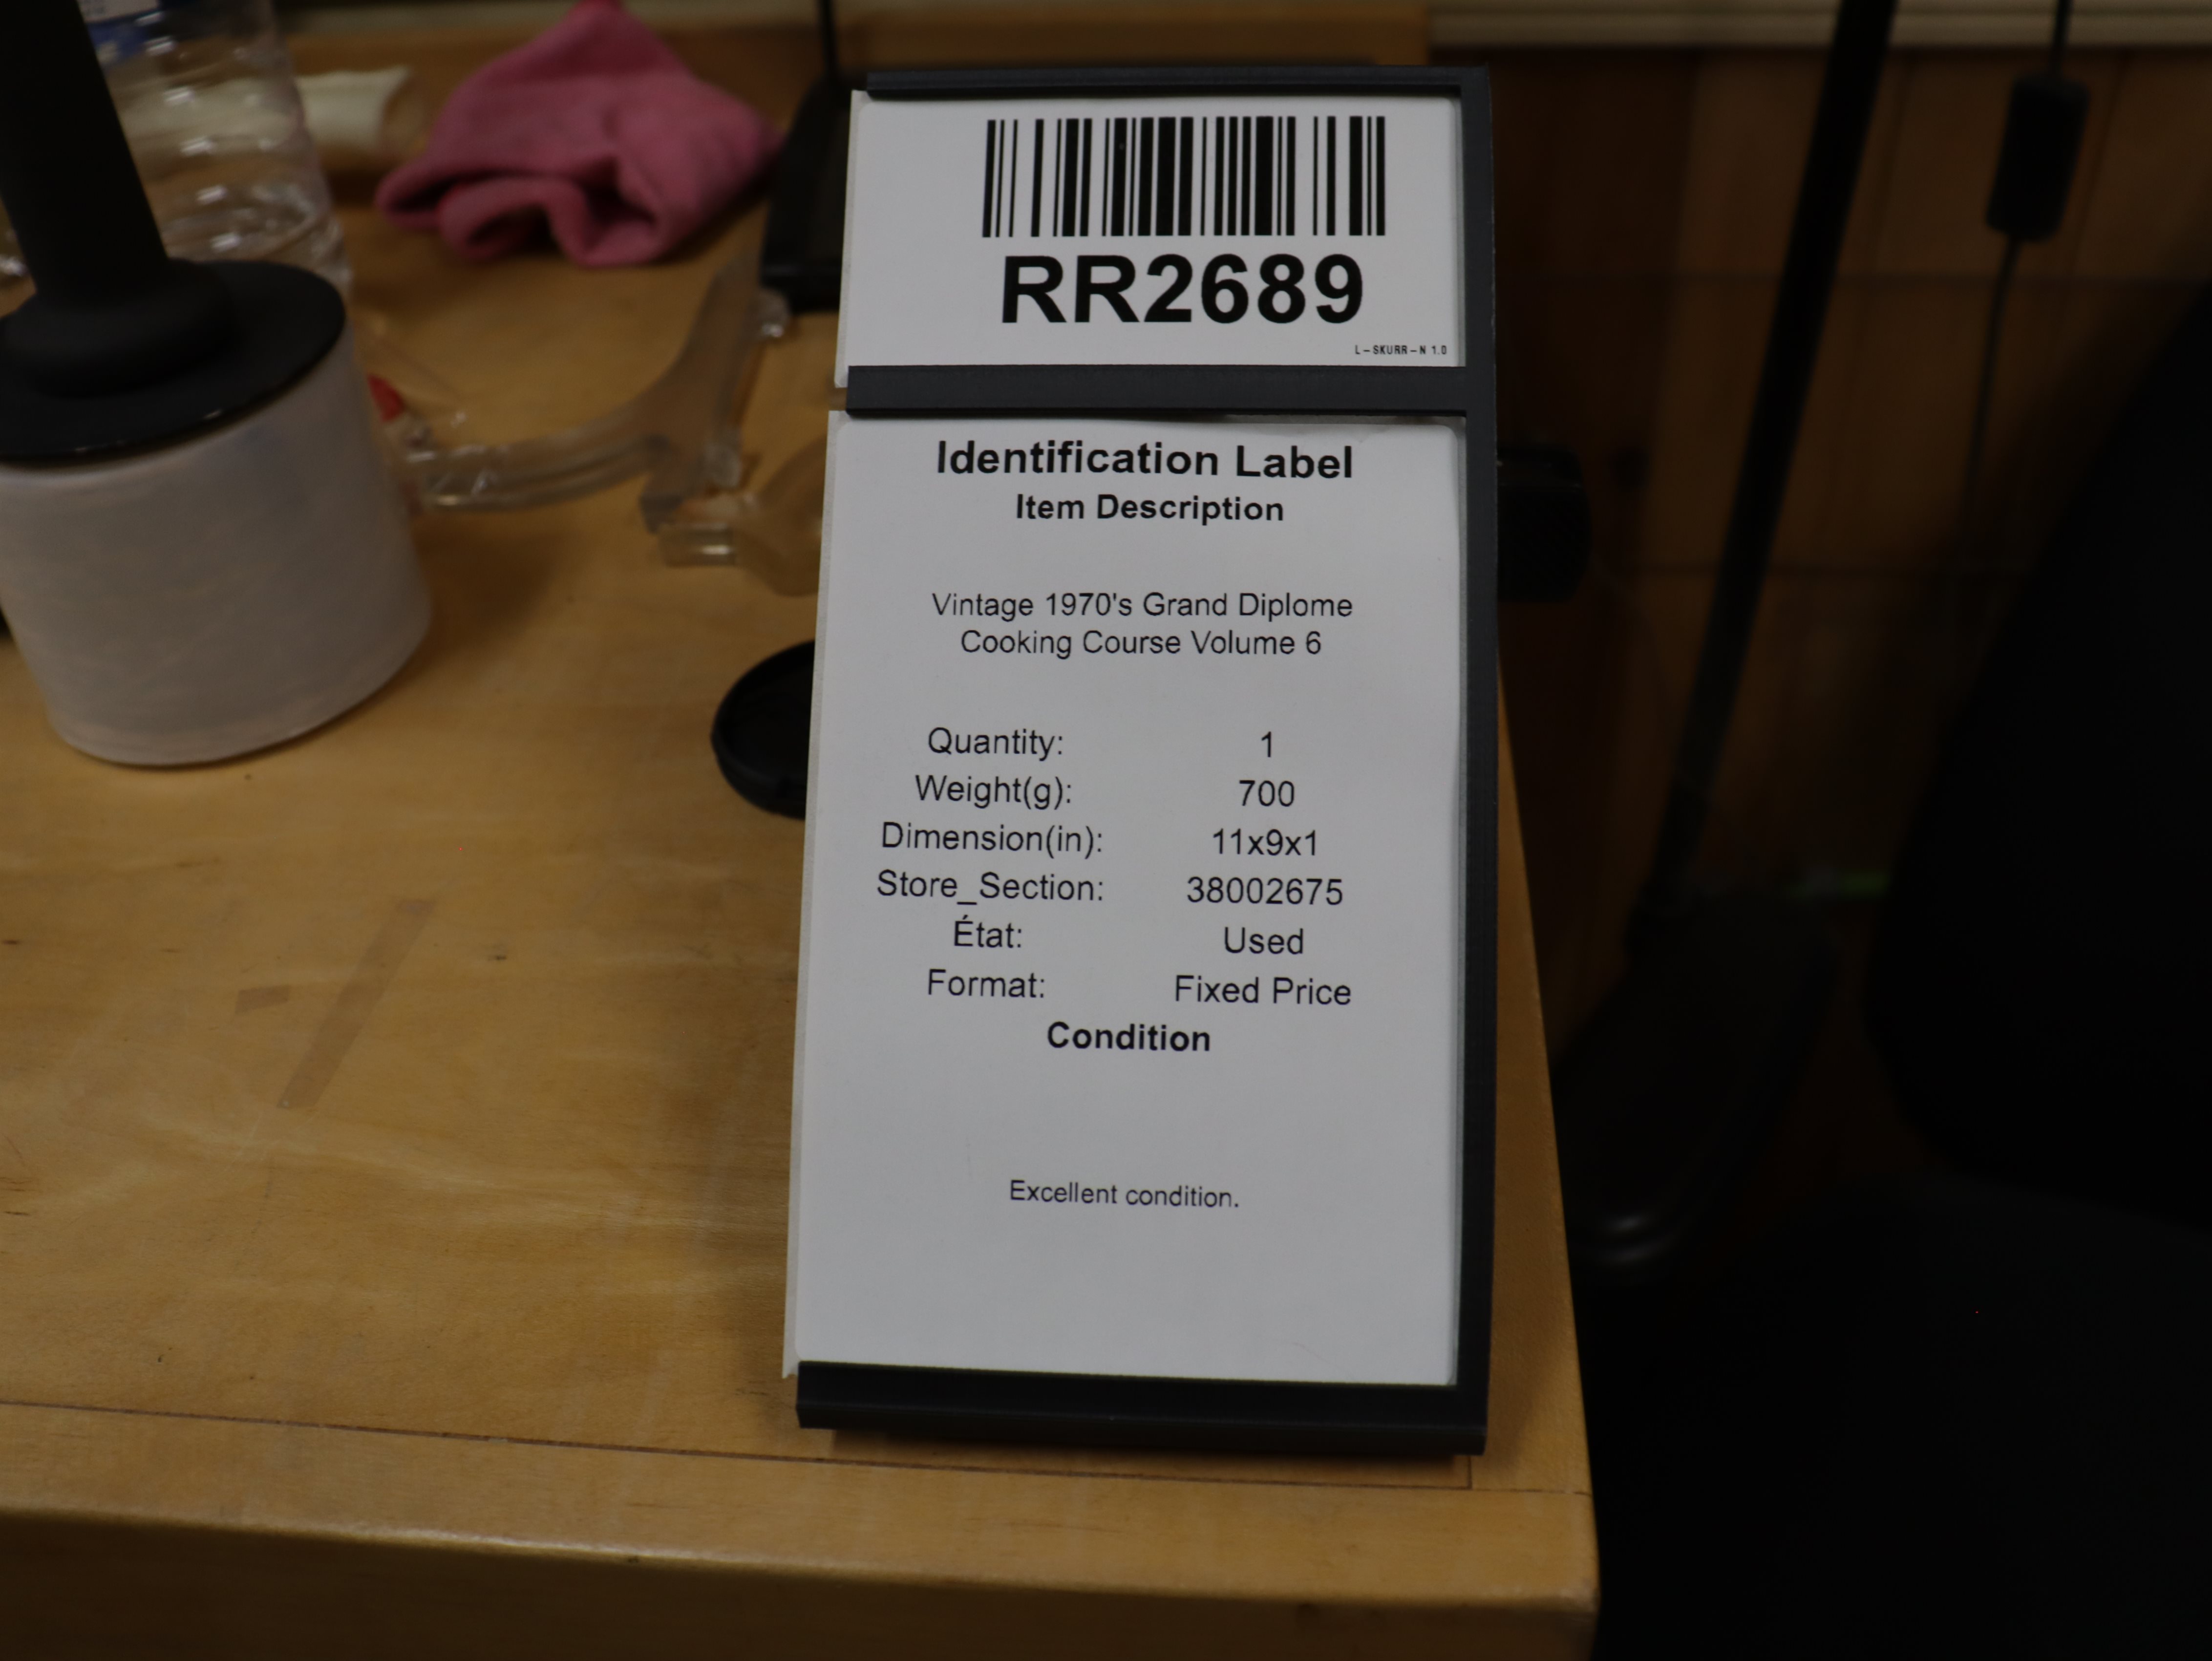 RR2689
L-SKURR-N 1.0
Identification Label
Item Description
Vintage 1970's Grand Diplome
Cooking Course Volume 6
Quantity: 1
Weight(g): 700
Dimension(in): 11x9x1
Store_Section: 38002675
État: Used
Format: Fixed Price
Condition
Excellent condition.